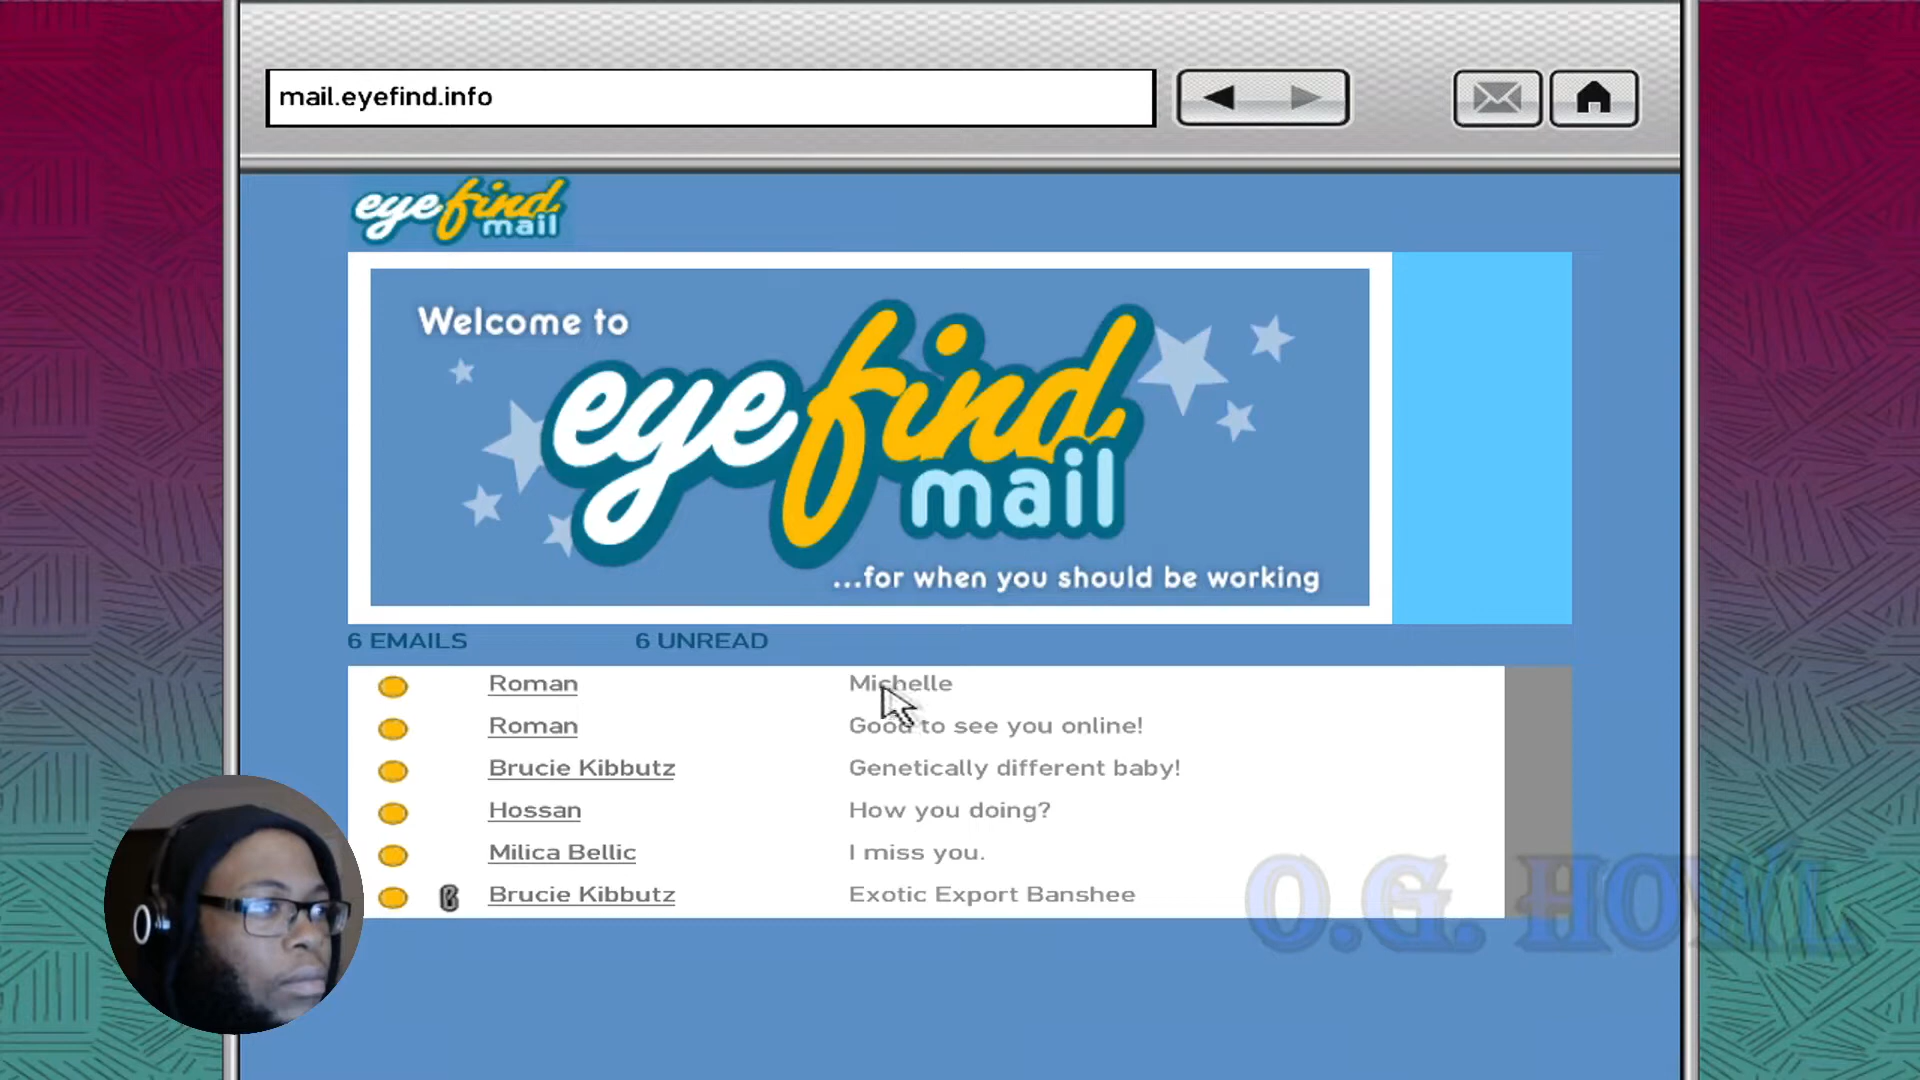 mail.eyefind.info
eyefind
mail
Welcome to
eyefind
mail
...for when you should be working
6 EMAILS 6 UNREAD
Roman Michelle
Roman Good to see you online!
Brucie Kibbutz Genetically different baby!
Hossan How you doing?
Milica Bellic I miss you.
Brucie Kibbutz Exotic Export Banshee
O.G. HOW'L